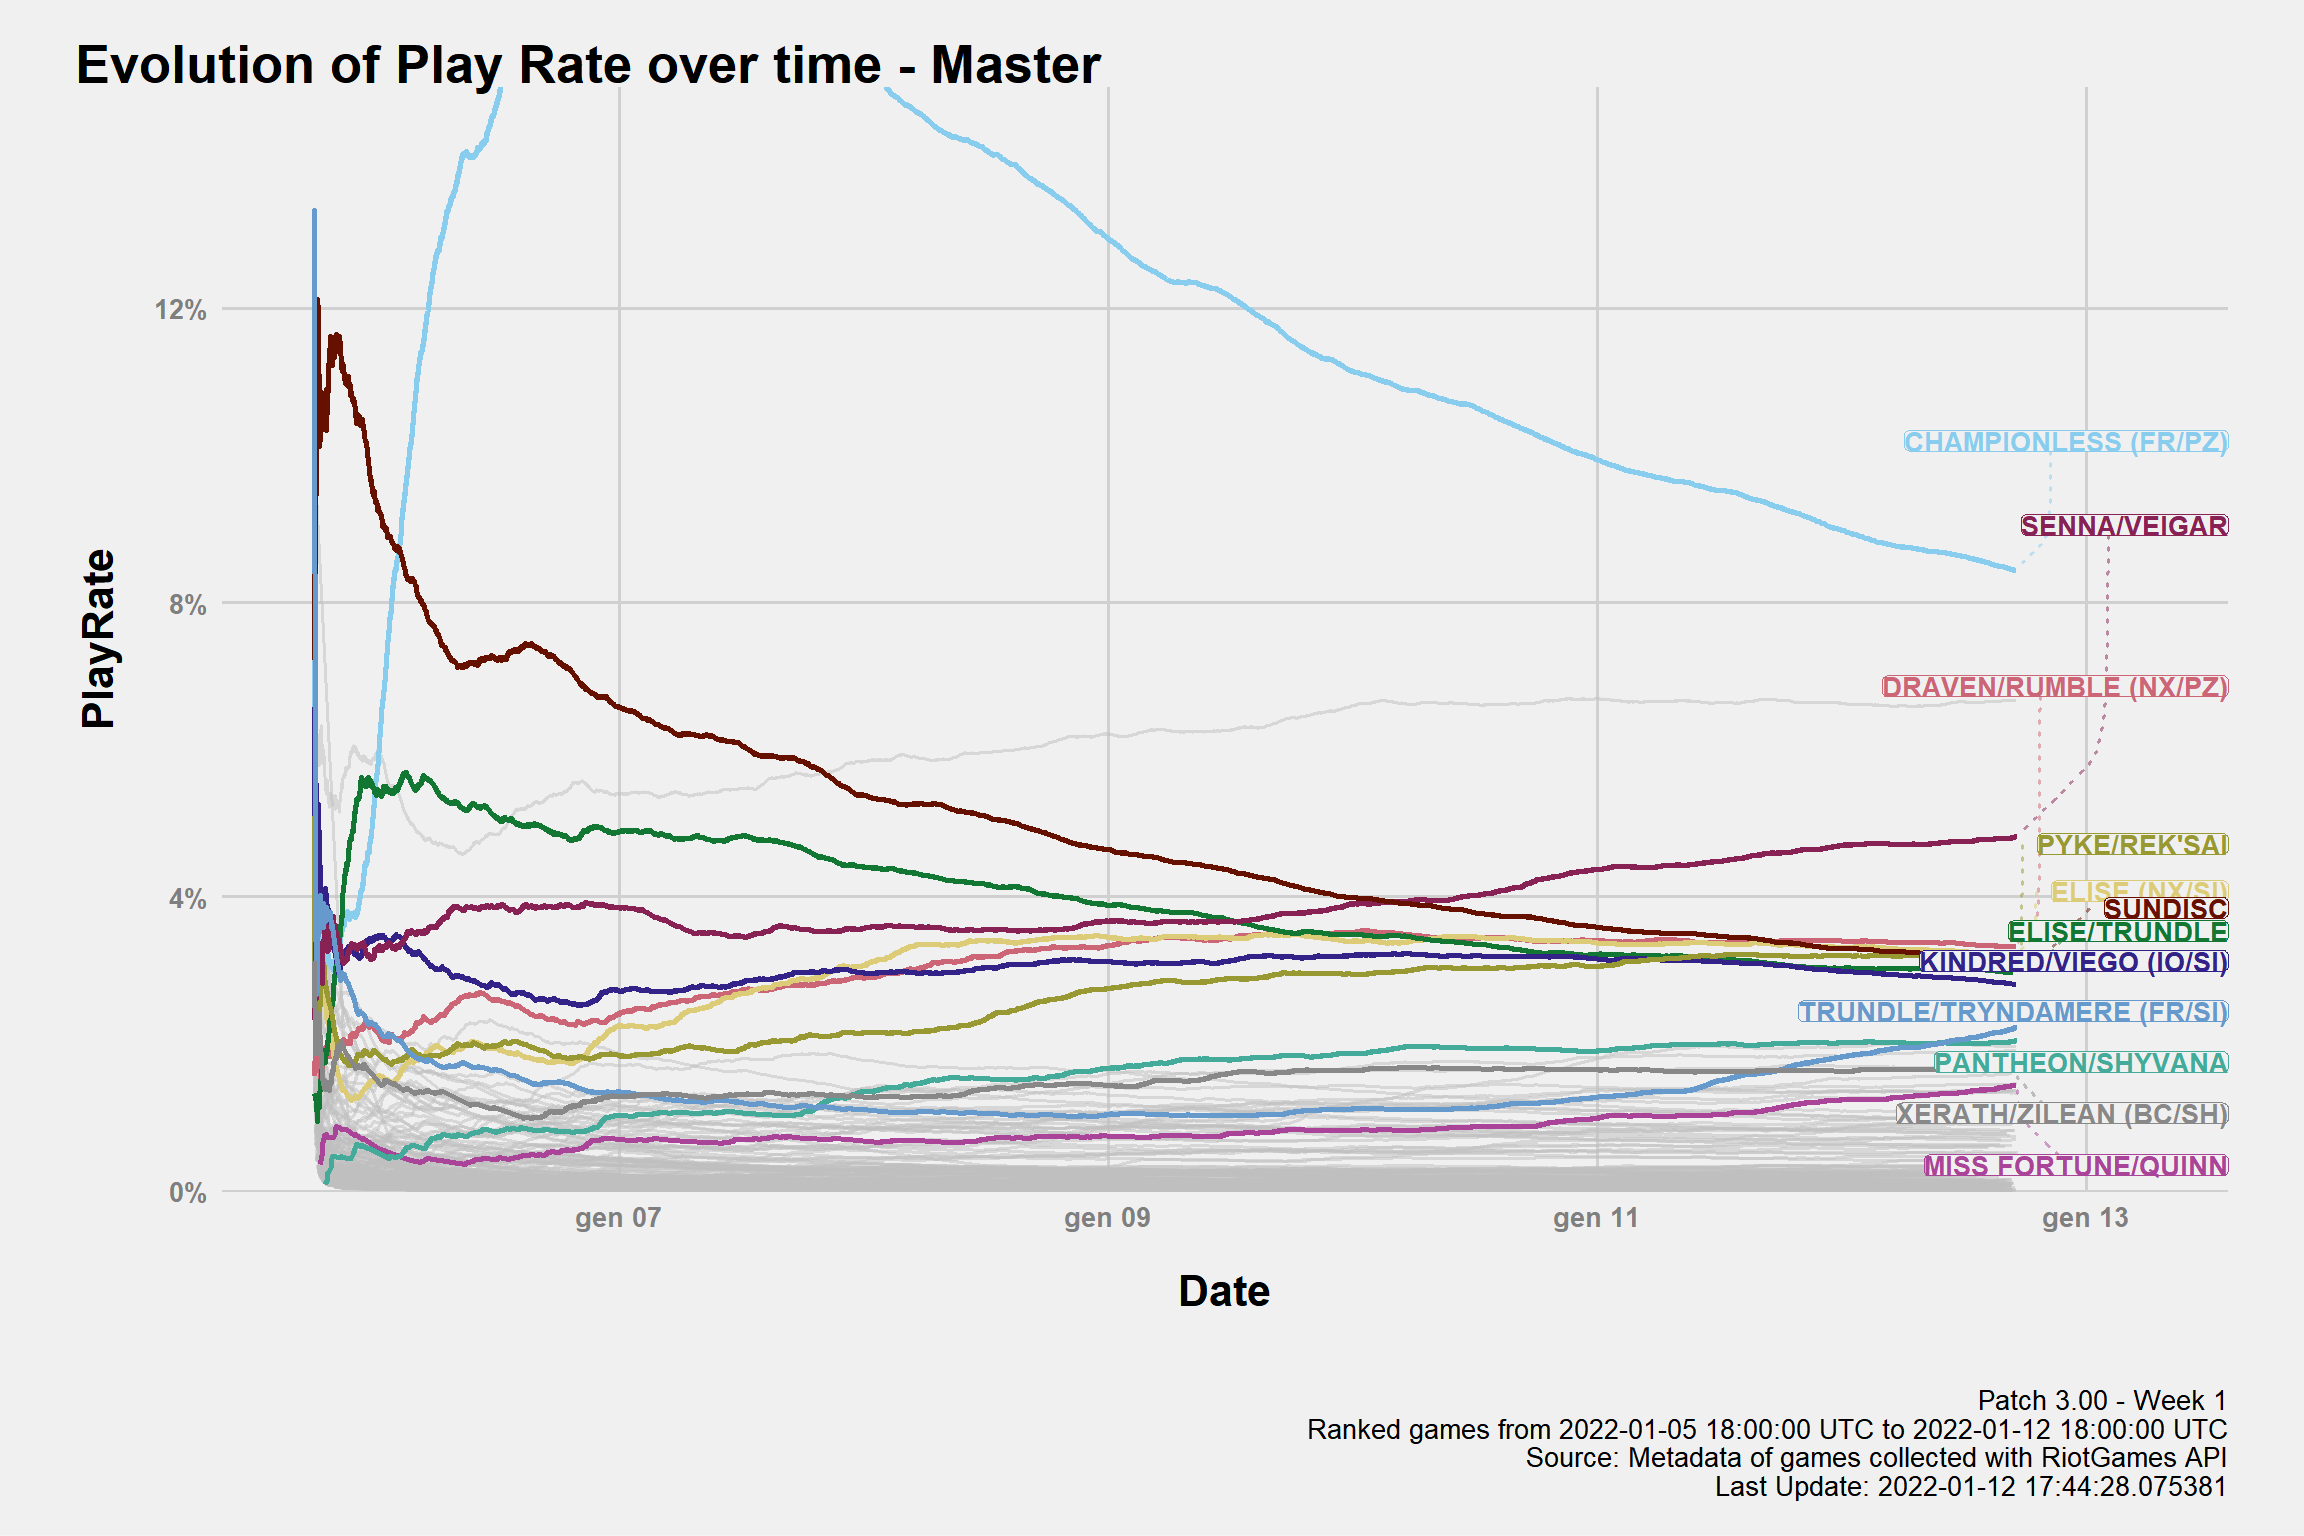 Evolution of Play Rate over time - Master
PlayRate
12%
8%
4%
0%
CHAMPIONLESS (FR/PZ)
SENNA/VEIGAR
DRAVEN/RUMBLE (NX/PZ)
PYKE/REK'SAI
ELISE (NX/SI)
SUNDISC
ELISE/TRUNDLE
KINDRED/VIEGO (IO/SI)
TRUNDLE/TRYNDAMERE (FR/SI)
PANTHEON/SHYVANA
XERATH/ZILEAN (BC/SH)
MISS FORTUNE/QUINN
gen 07
gen 09
gen 11
gen 13
Date
Patch 3.00 - Week 1
Ranked games from 2022-01-05 18:00:00 UTC to 2022-01-12 18:00:00 UTC
Source: Metadata of games collected with RiotGames API
Last Update: 2022-01-12 17:44:28.075381